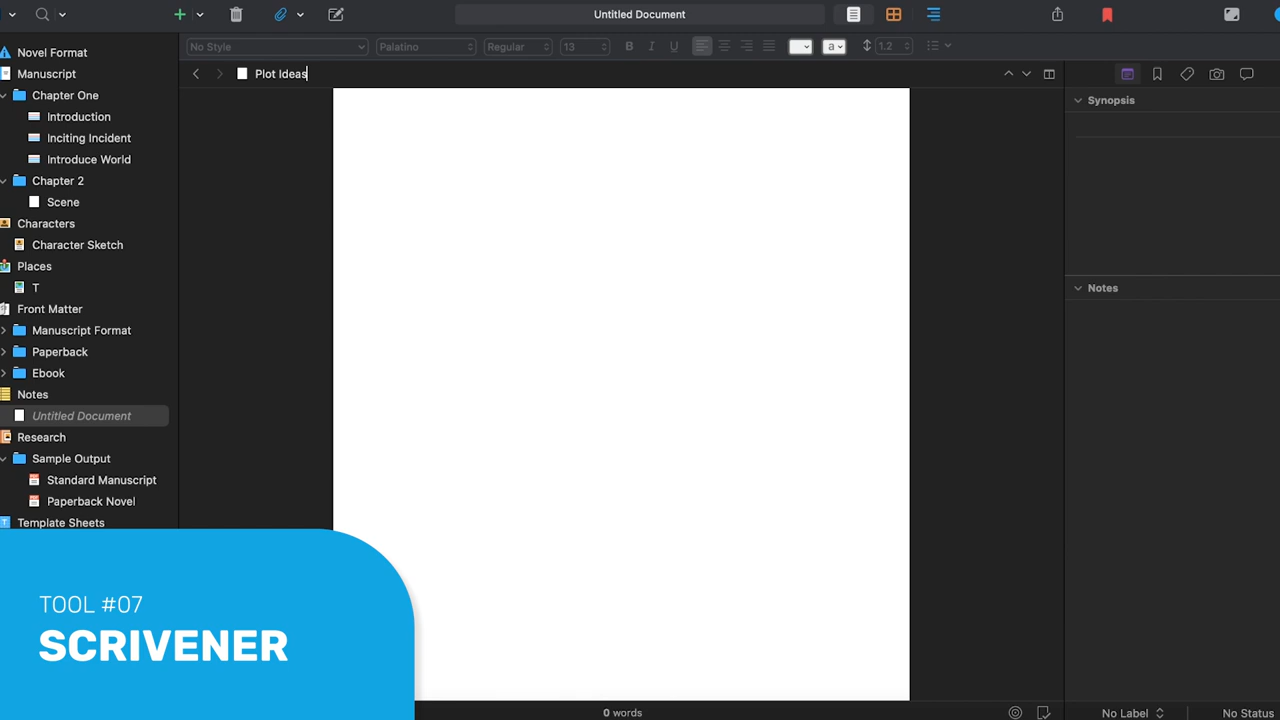 Untitled Document
No Style
Palatino
Regular
13
B I U
a
1.2
Plot Ideas
Novel Format
Manuscript
Chapter One
Introduction
Inciting Incident
Introduce World
Chapter 2
Scene
Characters
Character Sketch
Places
T
Front Matter
Manuscript Format
Paperback
Ebook
Notes
Untitled Document
Research
Sample Output
Standard Manuscript
Paperback Novel
Template Sheets
Synopsis
Notes
TOOL #07
SCRIVENER
0 words
No Label
No Status